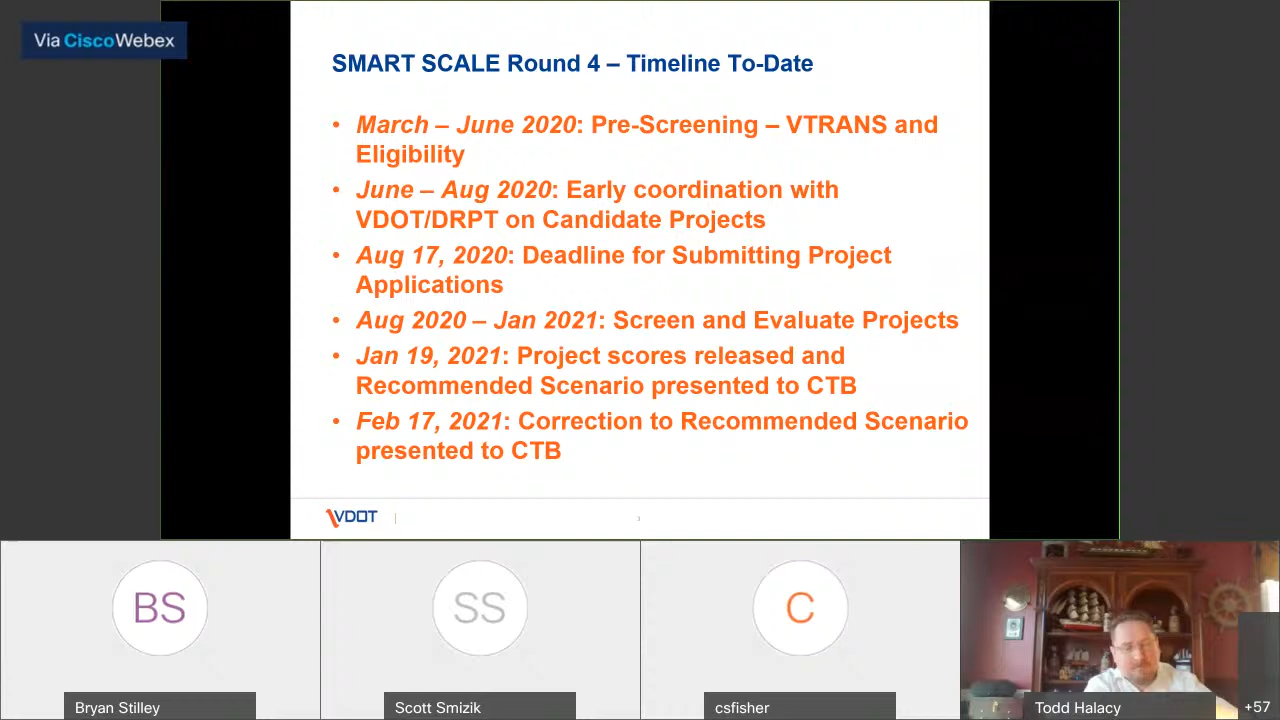 Via CiscoWebex
SMART SCALE Round 4 – Timeline To-Date
• March – June 2020: Pre-Screening – VTRANS and
Eligibility
• June – Aug 2020: Early coordination with
VDOT/DRPT on Candidate Projects
• Aug 17, 2020: Deadline for Submitting Project
Applications
• Aug 2020 – Jan 2021: Screen and Evaluate Projects
• Jan 19, 2021: Project scores released and
Recommended Scenario presented to CTB
• Feb 17, 2021: Correction to Recommended Scenario
presented to CTB
VDOT
BS
SS
C
Bryan Stilley
Scott Smizik
csfisher
Todd Halacy
+57